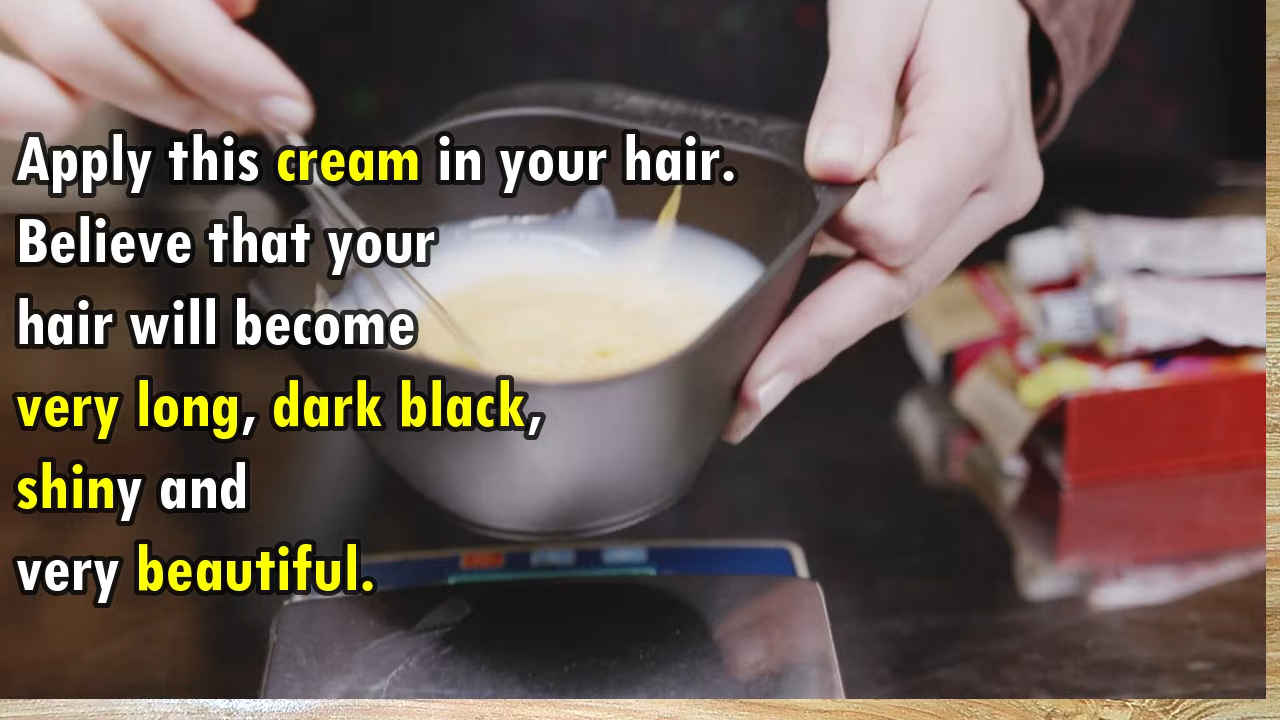 Apply this cream in your hair.
Believe that your
hair will become
very long, dark black,
shiny and
very beautiful.